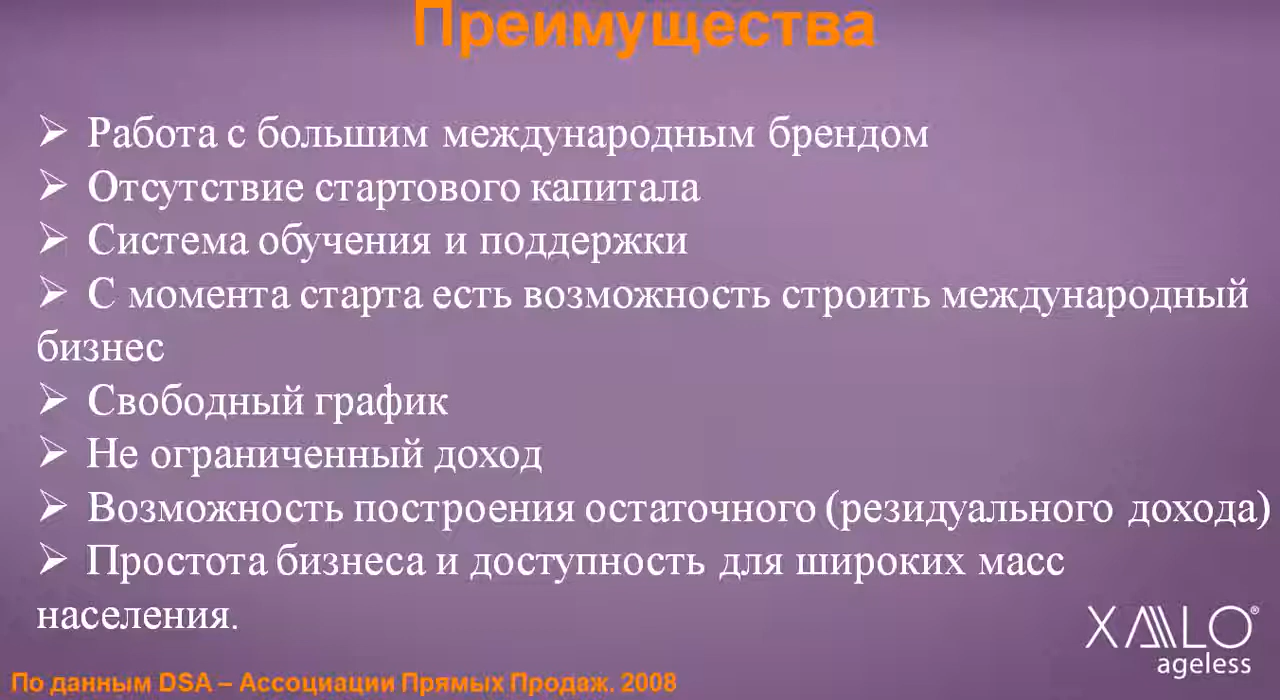 Преимущества
➢ Работа с большим международным брендом
➢ Отсутствие стартового капитала
➢ Система обучения и поддержки
➢ С момента старта есть возможность строить международный
бизнес
➢ Свободный график
➢ Не ограниченный доход
➢ Возможность построения остаточного (резидуального дохода)
➢ Простота бизнеса и доступность для широких масс
населения.
XALO®
ageless
По данным DSA – Ассоциации Прямых Продаж. 2008